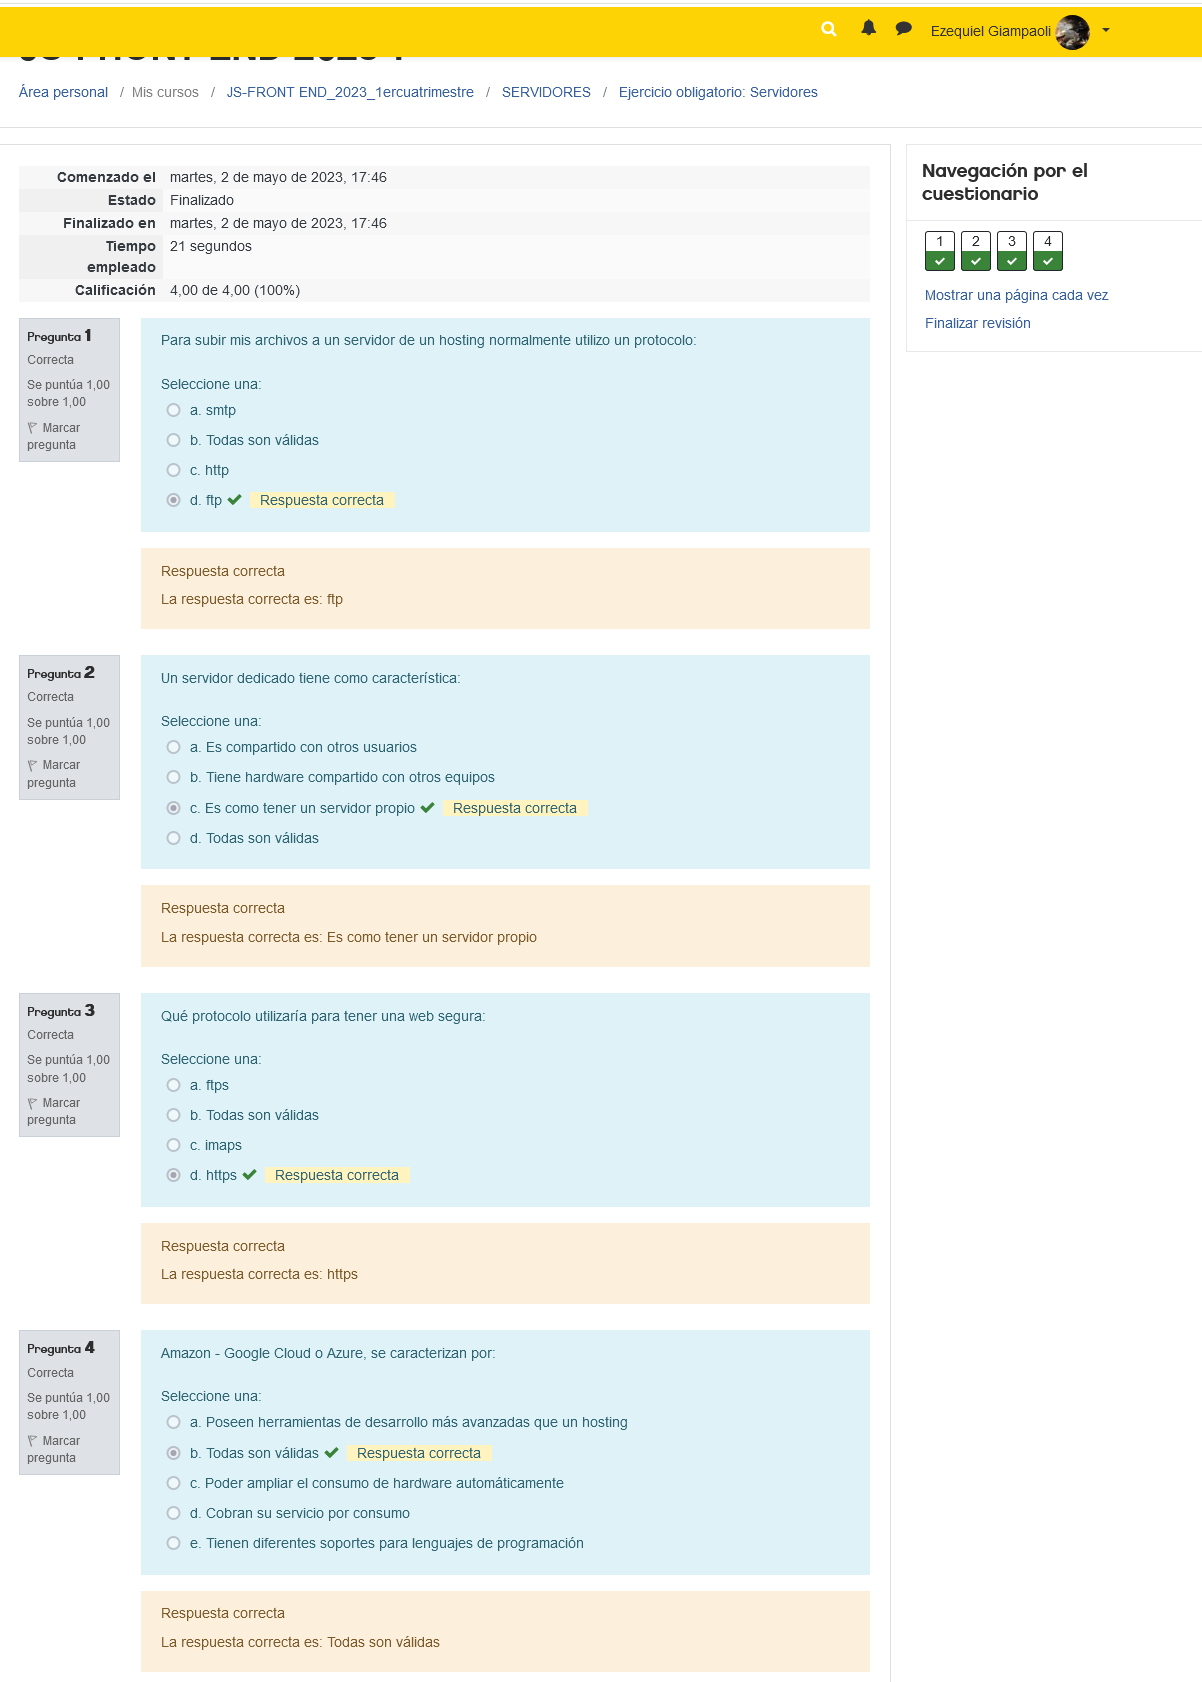 Ezequiel Giampaoli
Área personal / Mis cursos / JS-FRONT END_2023_1ercuatrimestre / SERVIDORES / Ejercicio obligatorio: Servidores
Comenzado el martes, 2 de mayo de 2023, 17:46
Estado Finalizado
Finalizado en martes, 2 de mayo de 2023, 17:46
Tiempo 21 segundos
empleado
Calificación 4,00 de 4,00 (100%)
Navegación por el
cuestionario
1 2 3 4
Mostrar una página cada vez
Finalizar revisión
Pregunta 1
Correcta
Se puntúa 1,00
sobre 1,00
Marcar
pregunta
Para subir mis archivos a un servidor de un hosting normalmente utilizo un protocolo:
Seleccione una:
a. smtp
b. Todas son válidas
c. http
d. ftp Respuesta correcta
Respuesta correcta
La respuesta correcta es: ftp
Pregunta 2
Correcta
Se puntúa 1,00
sobre 1,00
Marcar
pregunta
Un servidor dedicado tiene como característica:
Seleccione una:
a. Es compartido con otros usuarios
b. Tiene hardware compartido con otros equipos
c. Es como tener un servidor propio Respuesta correcta
d. Todas son válidas
Respuesta correcta
La respuesta correcta es: Es como tener un servidor propio
Pregunta 3
Correcta
Se puntúa 1,00
sobre 1,00
Marcar
pregunta
Qué protocolo utilizaría para tener una web segura:
Seleccione una:
a. ftps
b. Todas son válidas
c. imaps
d. https Respuesta correcta
Respuesta correcta
La respuesta correcta es: https
Pregunta 4
Correcta
Se puntúa 1,00
sobre 1,00
Marcar
pregunta
Amazon - Google Cloud o Azure, se caracterizan por:
Seleccione una:
a. Poseen herramientas de desarrollo más avanzadas que un hosting
b. Todas son válidas Respuesta correcta
c. Poder ampliar el consumo de hardware automáticamente
d. Cobran su servicio por consumo
e. Tienen diferentes soportes para lenguajes de programación
Respuesta correcta
La respuesta correcta es: Todas son válidas